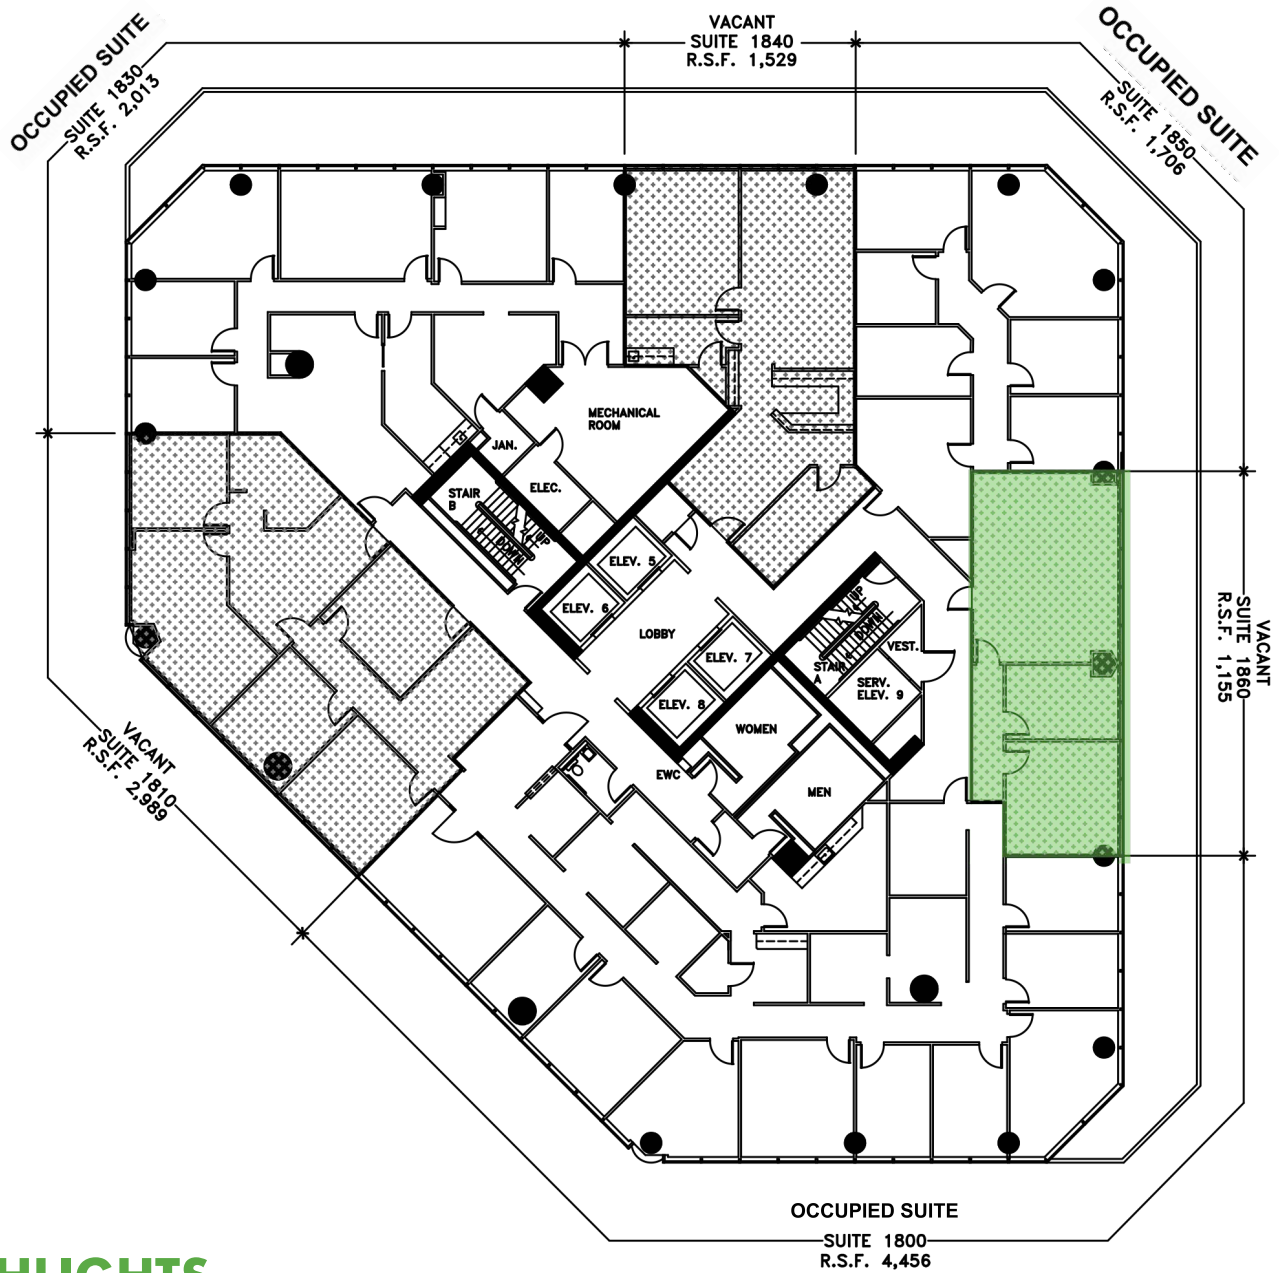 OCCUPIED SUITE
SUITE 1830
R.S.F. 2,013
VACANT
SUITE 1840
R.S.F. 1,529
OCCUPIED SUITE
SUITE 1850
R.S.F. 1,706
MECHANICAL
ROOM
JAN.
ELEC.
STAIR
B
UP
DOWN
ELEV. 5
ELEV. 6
LOBBY
ELEV. 7
ELEV. 8
UP
DOWN
STAIR
A
VEST.
SERV.
ELEV. 9
WOMEN
EWC
MEN
VACANT
SUITE 1860
R.S.F. 1,155
VACANT
SUITE 1810
R.S.F. 2,989
OCCUPIED SUITE
SUITE 1800
R.S.F. 4,456